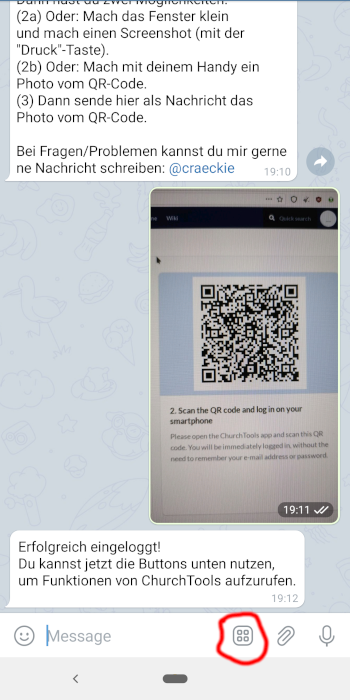 (2a) Oder: Mach das Fenster klein
und mach einen Screenshot (mit der
"Druck"-Taste).
(2b) Oder: Mach mit deinem Handy ein
Photo vom QR-Code.
(3) Dann sende hier als Nachricht das
Photo vom QR-Code.
Bei Fragen/Problemen kannst du mir gerne
ne Nachricht schreiben: @craeckie
19:10
Wiki
Quick search
2. Scan the QR code and log in on your
smartphone
Please open the ChurchTools app and scan this QR
code. You will be immediately logged in, without the
need to remember your e-mail address or password.
19:11
Erfolgreich eingeloggt!
Du kannst jetzt die Buttons unten nutzen,
um Funktionen von ChurchTools aufzurufen.
19:12
Message